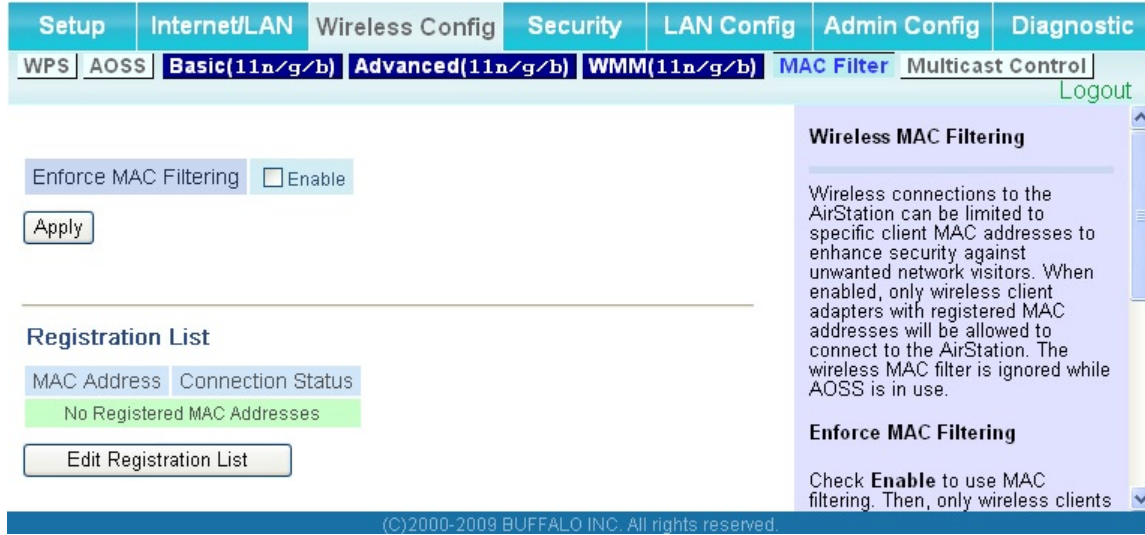 Setup Internet/LAN Wireless Config Security LAN Config Admin Config Diagnostic
WPS AOSS Basic(11n/g/b) Advanced(11n/g/b) WMM(11n/g/b) MAC Filter Multicast Control
Logout
Enforce MAC Filtering Enable
Apply
Registration List
MAC Address Connection Status
No Registered MAC Addresses
Edit Registration List
Wireless MAC Filtering
Wireless connections to the
AirStation can be limited to
specific client MAC addresses to
enhance security against
unwanted network visitors. When
enabled, only wireless client
adapters with registered MAC
addresses will be allowed to
connect to the AirStation. The
wireless MAC filter is ignored while
AOSS is in use.
Enforce MAC Filtering
Check Enable to use MAC
filtering. Then, only wireless clients
(C)2000-2009 BUFFALO INC. All rights reserved.